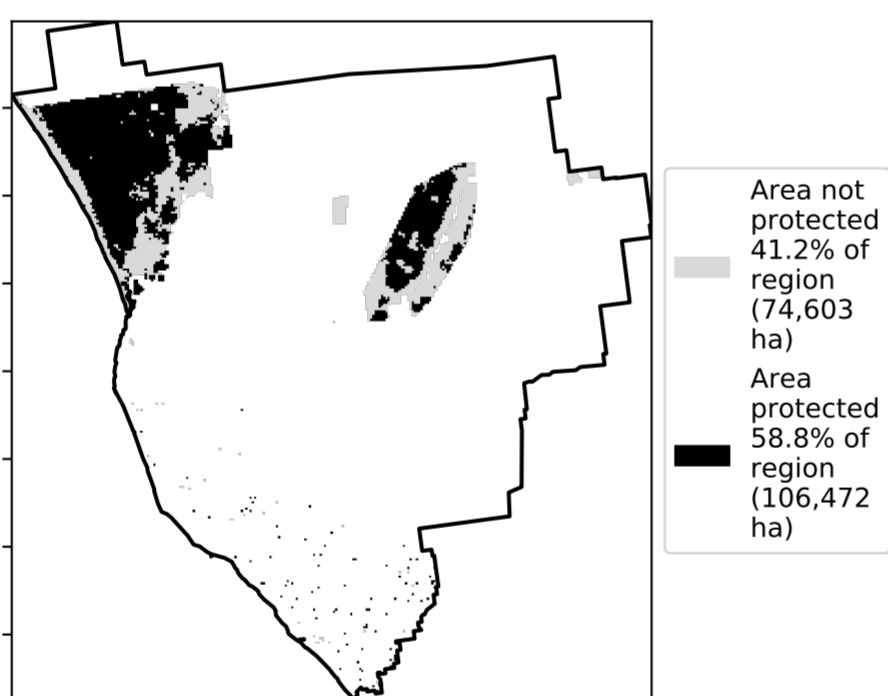 Area not
protected
41.2% of
region
(74,603
ha)
Area
protected
58.8% of
region
(106,472
ha)